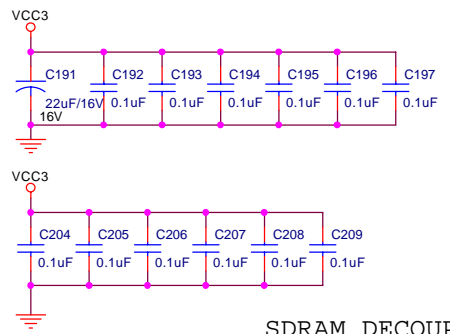 VCC3
C191 C192 C193 C194 C195 C196 C197
22uF/16V 0.1uF 0.1uF 0.1uF 0.1uF 0.1uF 0.1uF
16V
VCC3
C204 C205 C206 C207 C208 C209
0.1uF 0.1uF 0.1uF 0.1uF 0.1uF 0.1uF
SDRAM